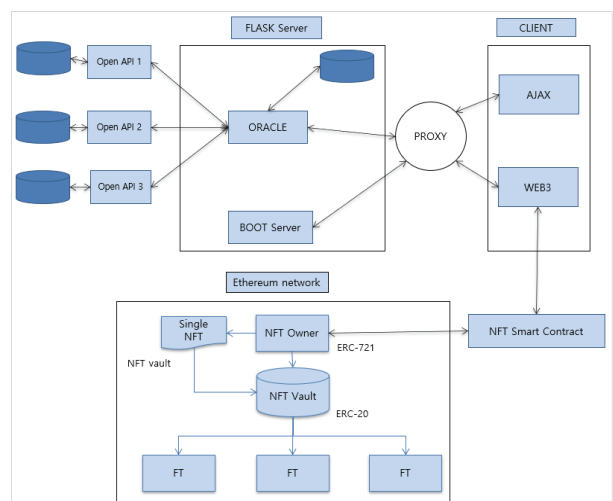 FLASK Server
CLIENT
Open API 1
AJAX
Open API 2
ORACLE
PROXY
Open API 3
WEB3
BOOT Server
Ethereum network
Single
NFT
NFT Owner
NFT Smart Contract
ERC-721
NFT vault
NFT Vault
ERC-20
FT
FT
FT